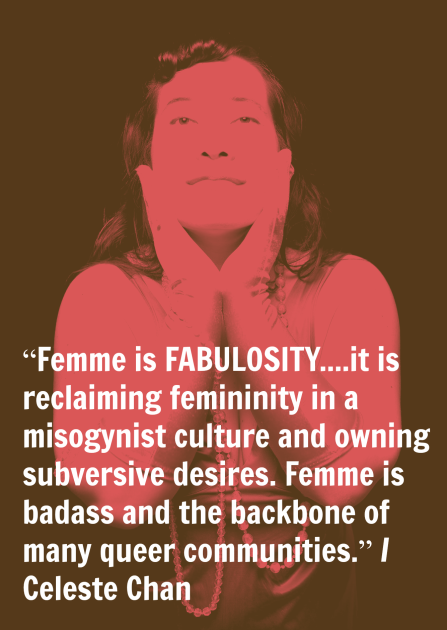 “Femme is FABULOSITY....it is
reclaiming femininity in a
misogynist culture and owning
subversive desires. Femme is
badass and the backbone of
many queer communities.” /
Celeste Chan